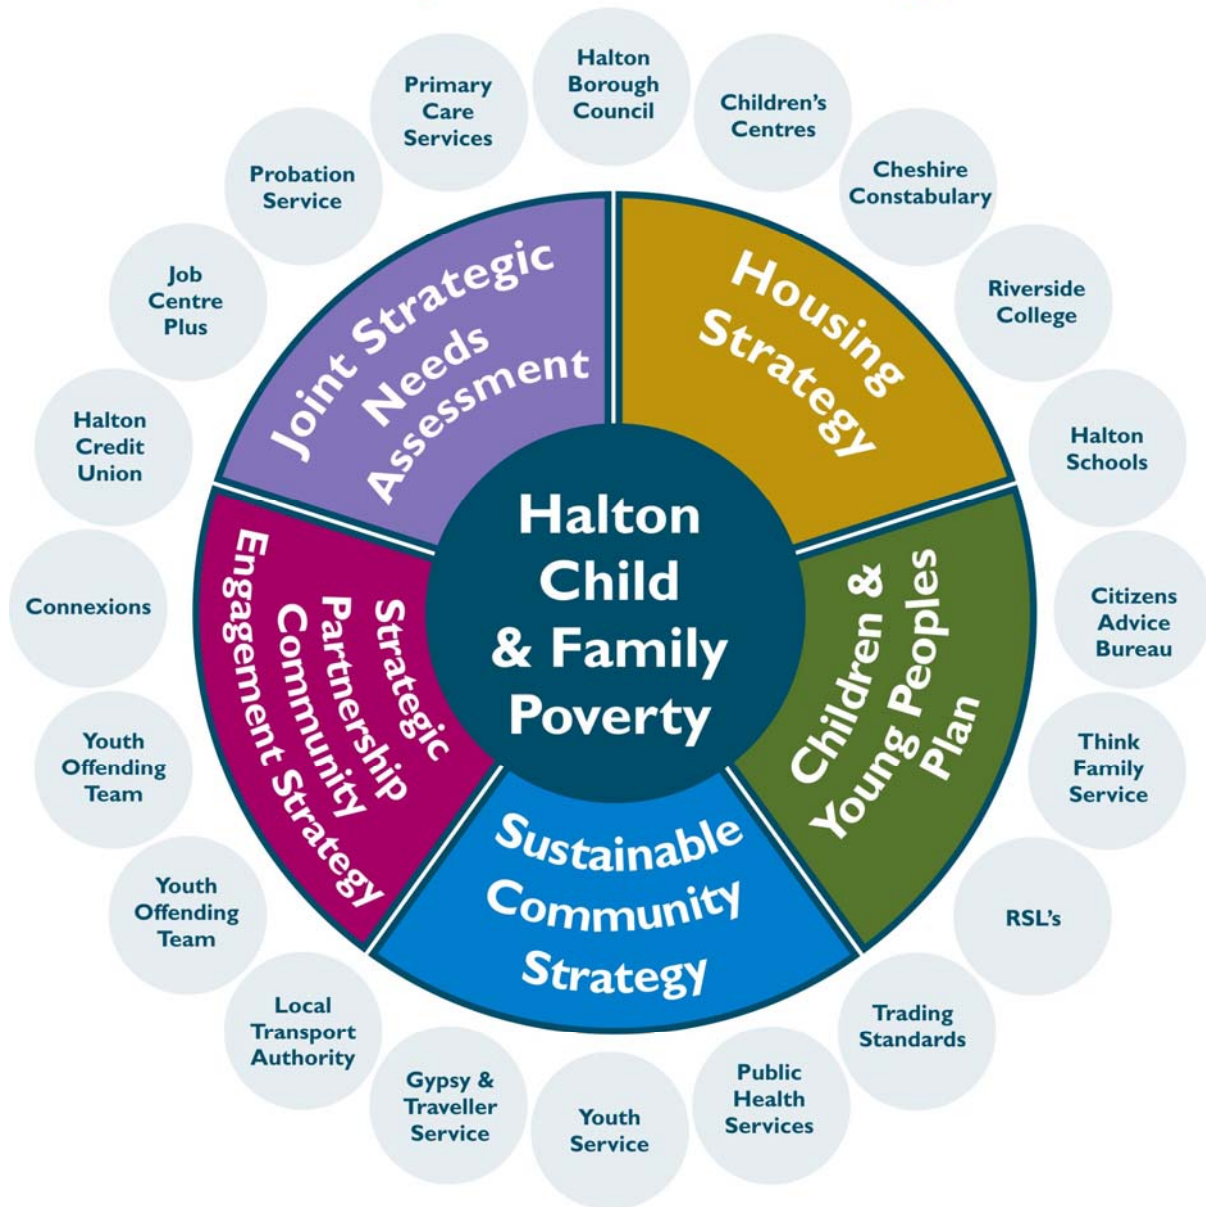 Halton
Borough
Council
Children's
Centres
Cheshire
Constabulary
Riverside
College
Halton
Schools
Citizens
Advice
Bureau
Think
Family
Service
RSL's
Trading
Standards
Public
Health
Services
Youth
Service
Gypsy &
Traveller
Service
Local
Transport
Authority
Youth
Offending
Team
Youth
Offending
Team
Connexions
Halton
Credit
Union
Job
Centre
Plus
Probation
Service
Primary
Care
Services
Joint Strategic
Needs
Assessment
Housing
Strategy
Children &
Young Peoples
Plan
Sustainable
Community
Strategy
Strategic
Partnership
Community
Engagement Strategy
Halton
Child
& Family
Poverty